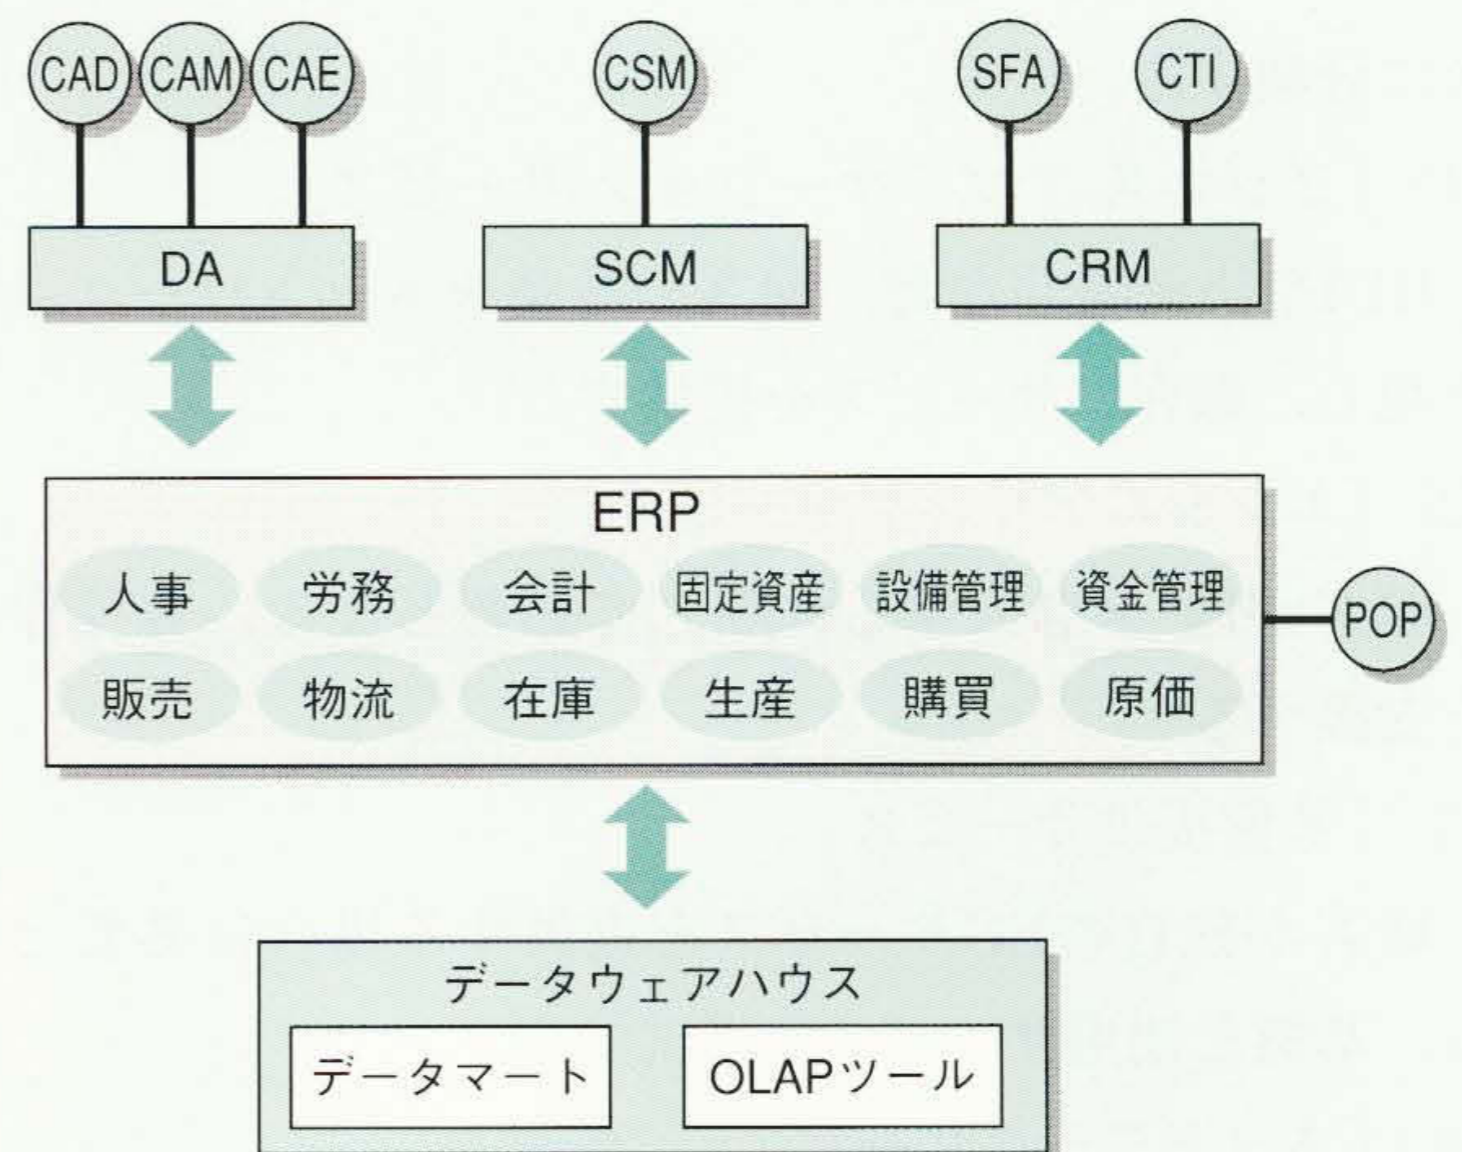 CAD CAM CAE CSM SFA CTI
DA SCM CRM
ERP
人事 労務 会計 固定資産 設備管理 資金管理
POP
販売 物流 在庫 生産 購買 原価
データウェアハウス
データマート OLAPツール